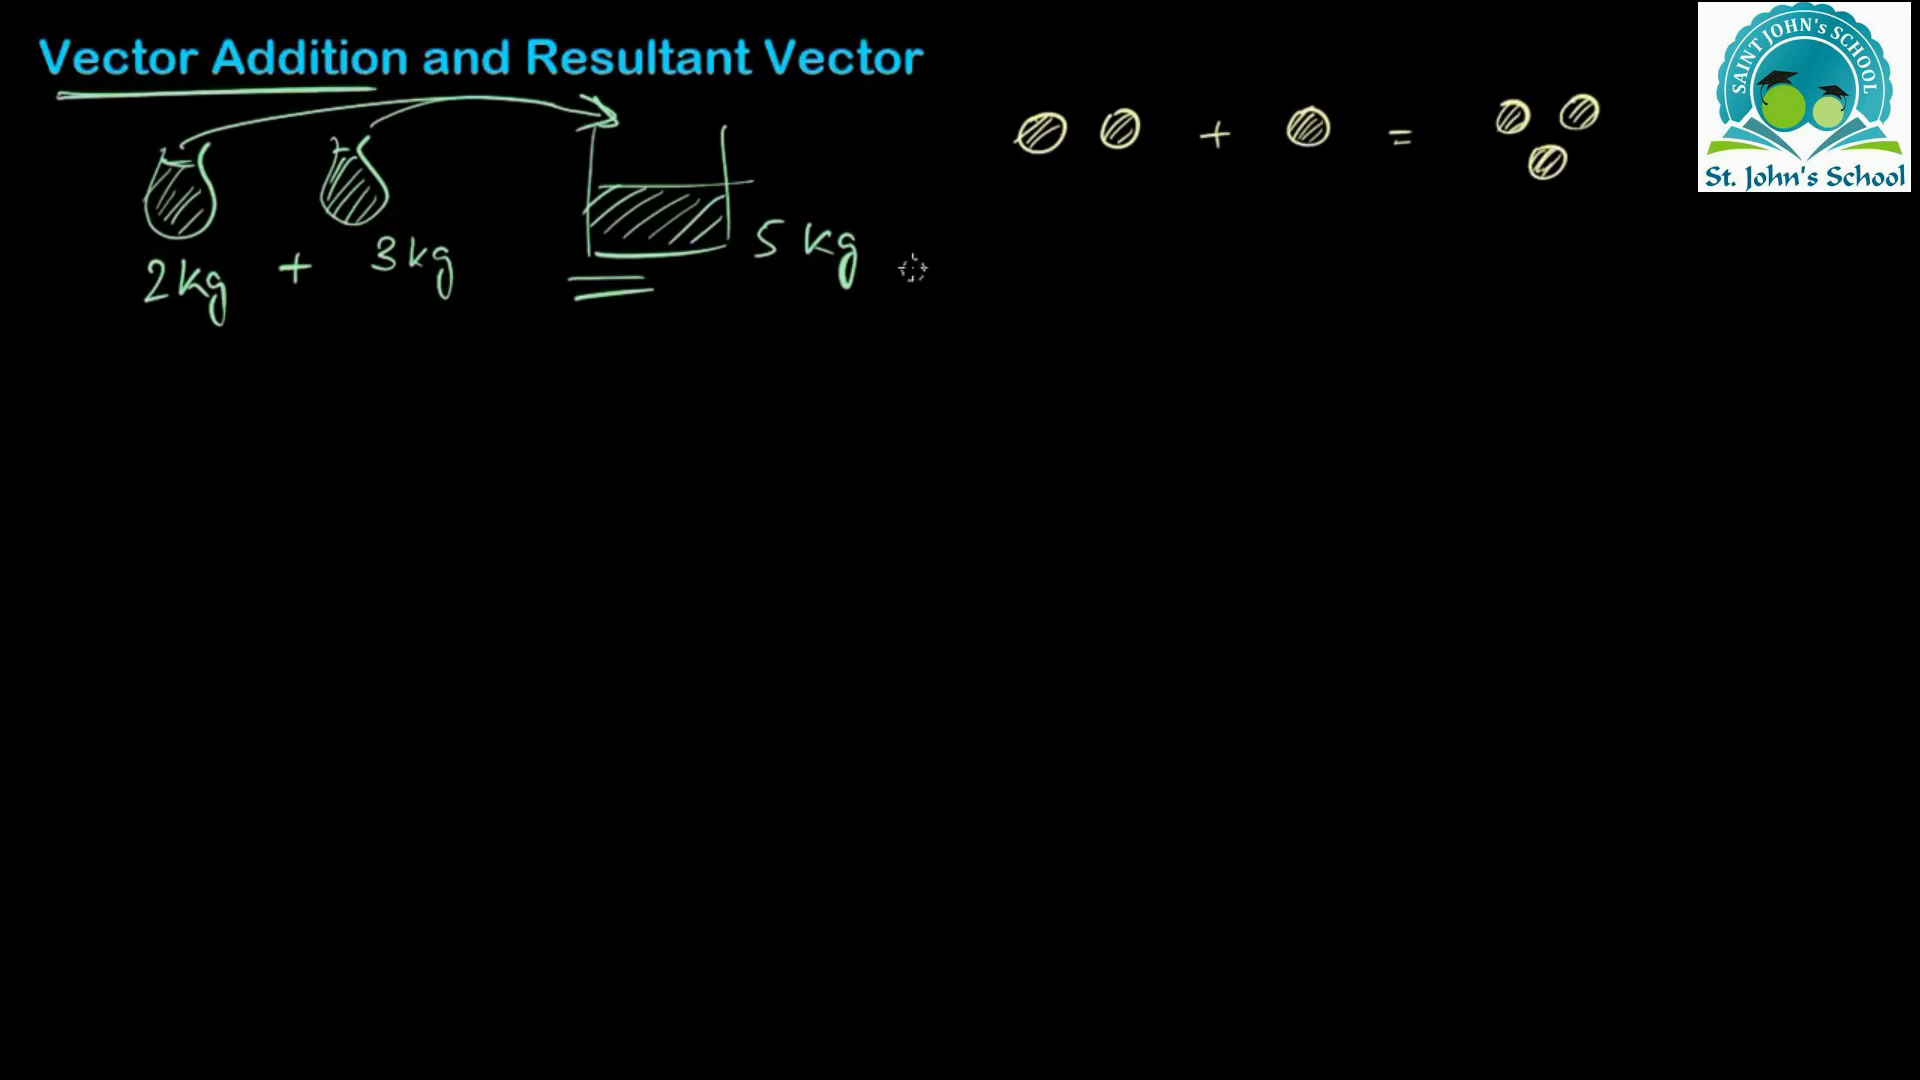 Vector Addition and Resultant Vector
2kg + 3kg = 5 kg
+ =
SAINT JOHN's SCHOOL
St. John's School